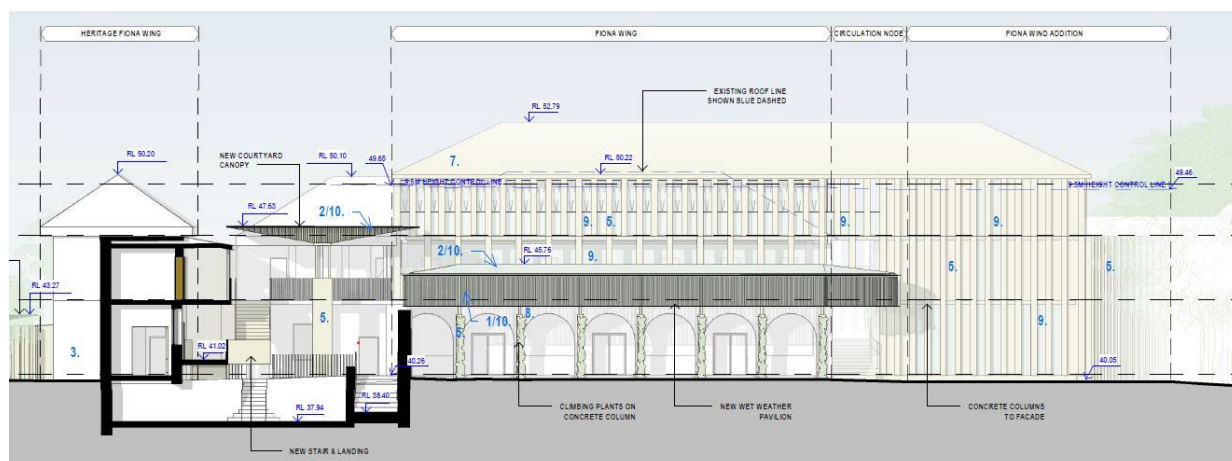 HERITAGE FIONA WING
FIONA WING
CIRCULATION NODE
FIONA WIND ADDITION
EXISTING ROOF LINE
SHOWN BLUE DASHED
RL 52.79
RL 50.20
NEW COURTYARD
CANOPY
RL 50.10
49.65
7.
RL 50.22
9.5M HEIGHT CONTROL LINE
9.5M HEIGHT CONTROL LINE
49.46
RL 47.63
2/10.
9.
5.
9.
9.
2/10.
RL 45.76
9.
5.
5.
RL 43.27
5.
5.
1/10.
8.
9.
3.
RL 41.02
40.26
40.05
RL 38.40
RL 37.94
CLIMBING PLANTS ON
CONCRETE COLUMN
NEW WET WEATHER
PAVILION
CONCRETE COLUMNS
TO FACADE
NEW STAIR & LANDING